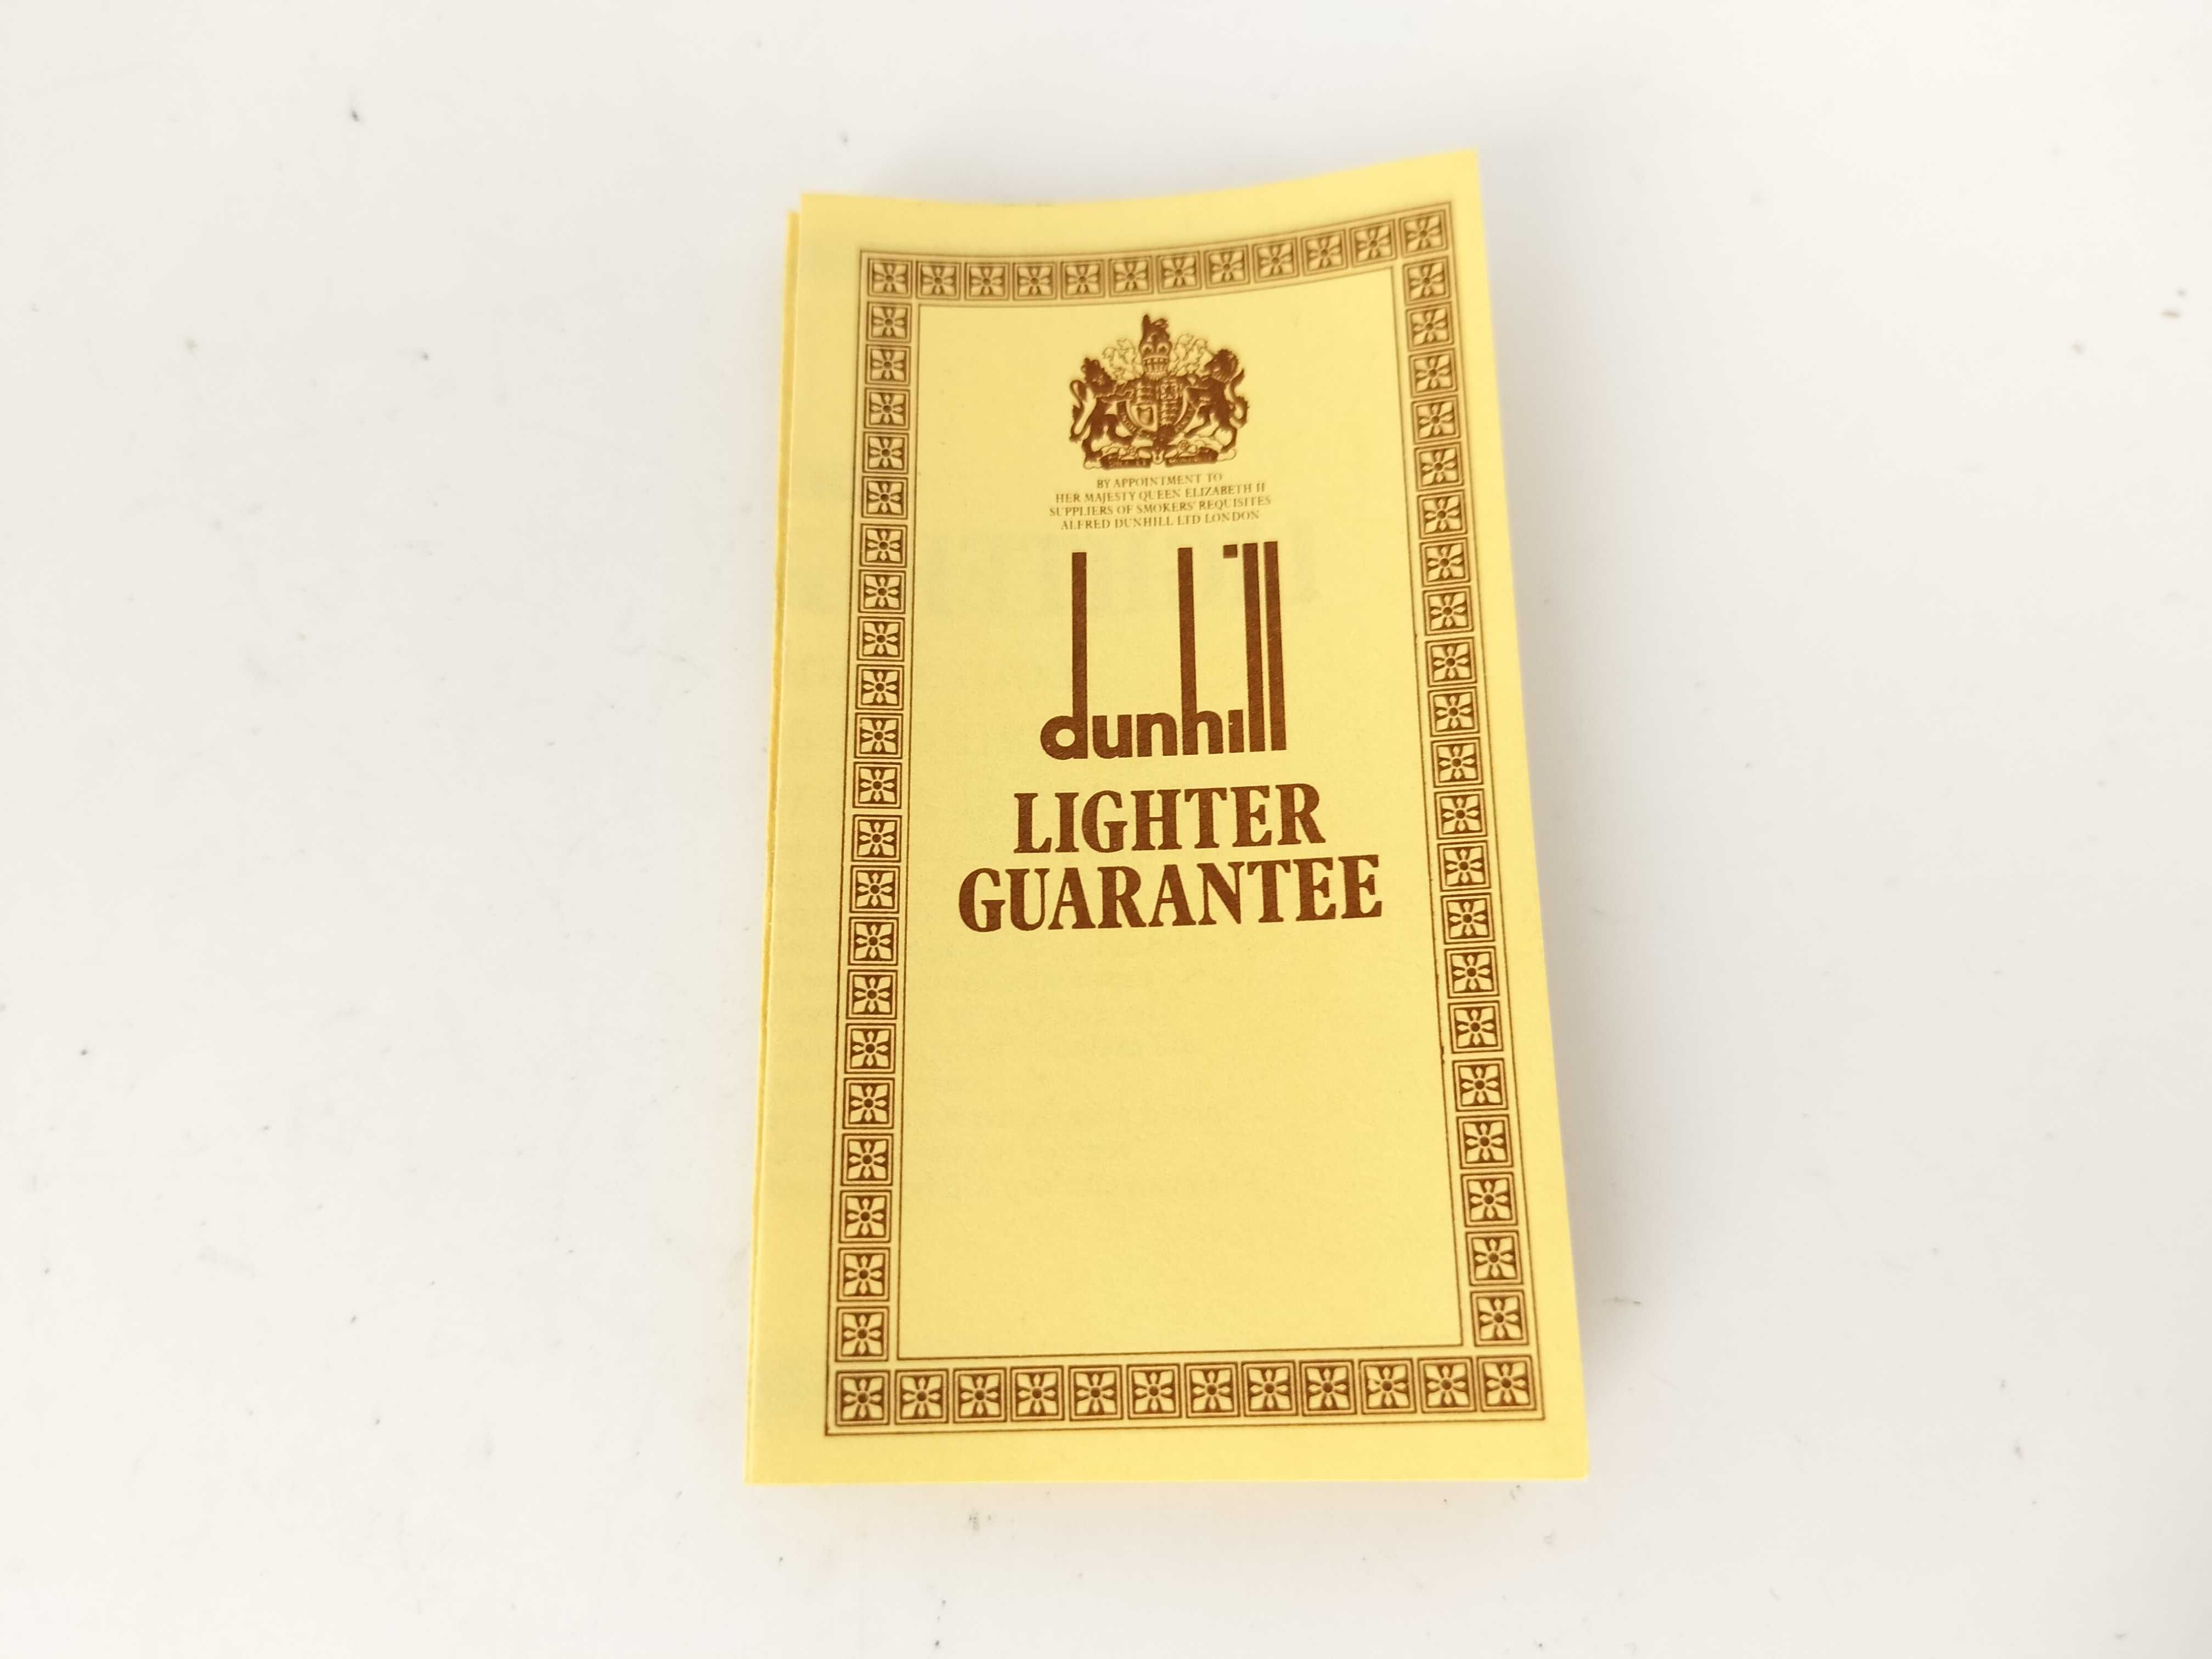 BY APPOINTMENT TO
HER MAJESTY QUEEN ELIZABETH II
SUPPLIERS OF SMOKERS' REQUISITES
ALFRED DUNHILL LTD LONDON
dunhill
LIGHTER
GUARANTEE